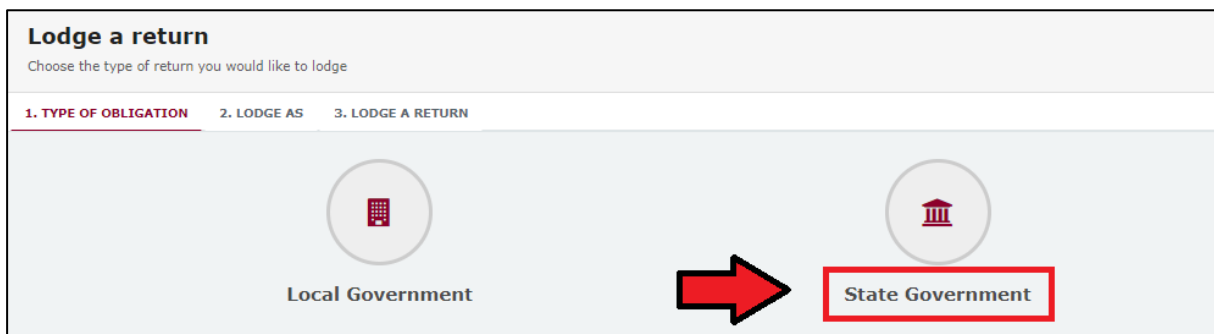 Lodge a return
Choose the type of return you would like to lodge
1. TYPE OF OBLIGATION 2. LODGE AS 3. LODGE A RETURN
Local Government State Government